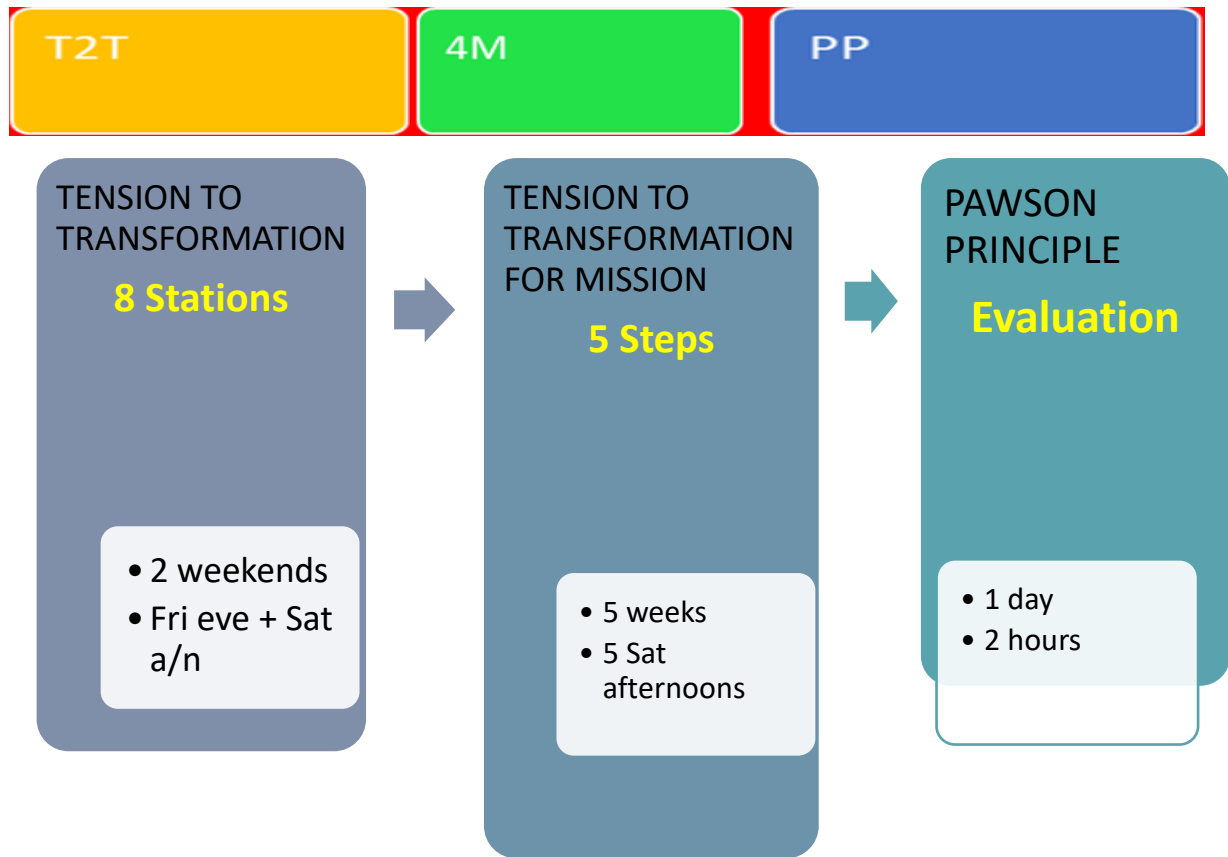 T2T
4M
PP
TENSION TO
TRANSFORMATION
8 Stations
• 2 weekends
• Fri eve + Sat
a/n
TENSION TO
TRANSFORMATION
FOR MISSION
5 Steps
• 5 weeks
• 5 Sat
afternoons
PAWSON
PRINCIPLE
Evaluation
• 1 day
• 2 hours